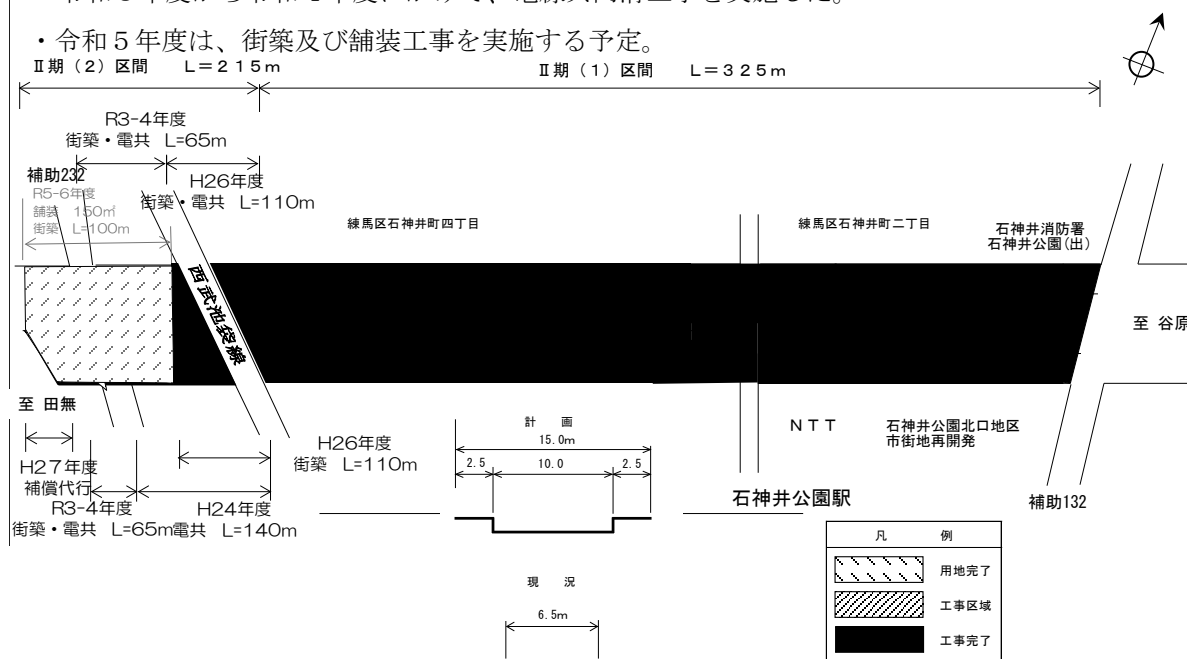 ・令和５年度は、街築及び舗装工事を実施する予定。
Ⅱ期（２）区間　Ｌ＝２１５ｍ
Ⅱ期（１）区間　Ｌ＝３２５ｍ
R3-4年度
街築・電共 L=65m
補助232
H26年度
街築・電共 L=110m
R5-6年度
舗装 150㎡
街築 L=100m
練馬区石神井町四丁目
練馬区石神井町二丁目
石神井消防署
石神井公園(出)
西武池袋線
至 谷原
至 田無
H27年度
補償代行
R3-4年度
街築・電共 L=65m
H24年度
電共 L=140m
H26年度
街築 L=110m
計 画
15.0m
2.5
10.0
2.5
ＮＴＴ
石神井公園北口地区
市街地再開発
石神井公園駅
補助132
現 況
6.5m
凡 例
用地完了
工事区域
工事完了